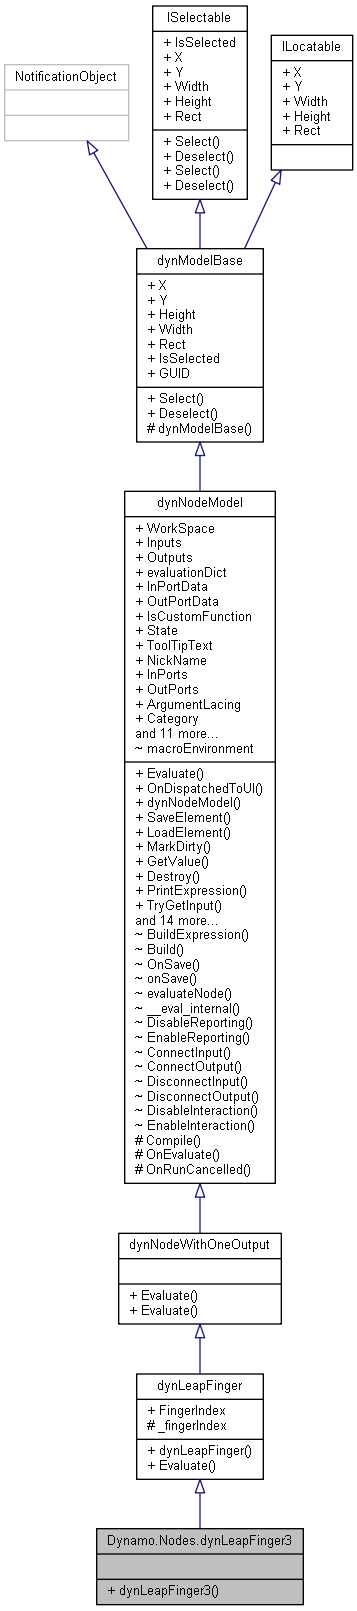 ISelectable
+ IsSelected
+ X
+ Y
+ Width
+ Height
+ Rect
+ Select()
+ Deselect()
+ Select()
+ Deselect()
ILocatable
+ X
+ Y
+ Width
+ Height
+ Rect
NotificationObject
dynModelBase
+ X
+ Y
+ Height
+ Width
+ Rect
+ IsSelected
+ GUID
+ Select()
+ Deselect()
# dynModelBase()
dynNodeModel
+ WorkSpace
+ Inputs
+ Outputs
+ evaluationDict
+ InPortData
+ OutPortData
+ IsCustomFunction
+ State
+ ToolTipText
+ NickName
+ InPorts
+ OutPorts
+ ArgumentLacing
+ Category
and 11 more...
~ macroEnvironment
+ Evaluate()
+ OnDispatchedToUI()
+ dynNodeModel()
+ SaveElement()
+ LoadElement()
+ MarkDirty()
+ GetValue()
+ Destroy()
+ PrintExpression()
+ TryGetInput()
and 14 more...
~ BuildExpression()
~ Build()
~ OnSave()
~ onSave()
~ evaluateNode()
~ __eval_internal()
~ DisableReporting()
~ EnableReporting()
~ ConnectInput()
~ ConnectOutput()
~ DisconnectInput()
~ DisconnectOutput()
~ DisableInteraction()
~ EnableInteraction()
# Compile()
# OnEvaluate()
# OnRunCancelled()
dynNodeWithOneOutput
+ Evaluate()
+ Evaluate()
dynLeapFinger
+ FingerIndex
# _fingerIndex
+ dynLeapFinger()
+ Evaluate()
Dynamo.Nodes.dynLeapFinger3
+ dynLeapFinger3()